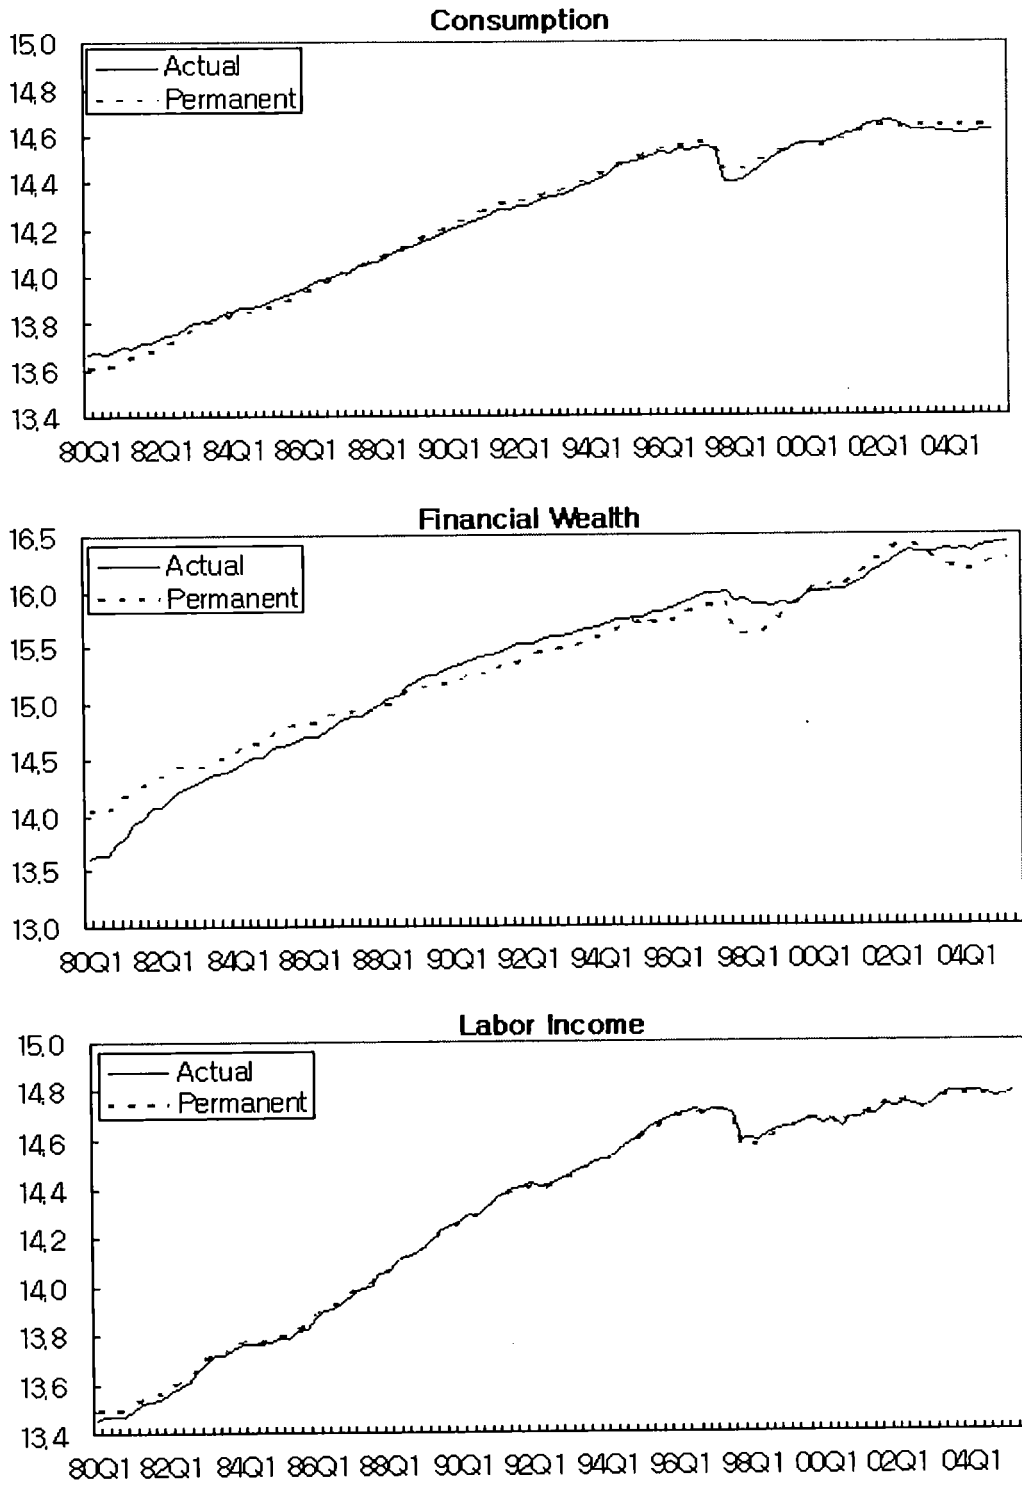 Consumption
15.0
Actual
14.8
Permanent
14.6
14.4
14.2
14.0
13.8
13.6
13.4
80Q1 82Q1 84Q1 86Q1 88Q1 90Q1 92Q1 94Q1 96Q1 98Q1 00Q1 02Q1 04Q1
Financial Wealth
16.5
Actual
16.0
Permanent
15.5
15.0
14.5
14.0
13.5
13.0
80Q1 82Q1 84Q1 86Q1 88Q1 90Q1 92Q1 94Q1 96Q1 98Q1 00Q1 02Q1 04Q1
Labor Income
15.0
Actual
14.8
Permanent
14.6
14.4
14.2
14.0
13.8
13.6
13.4
80Q1 82Q1 84Q1 86Q1 88Q1 90Q1 92Q1 94Q1 96Q1 98Q1 00Q1 02Q1 04Q1